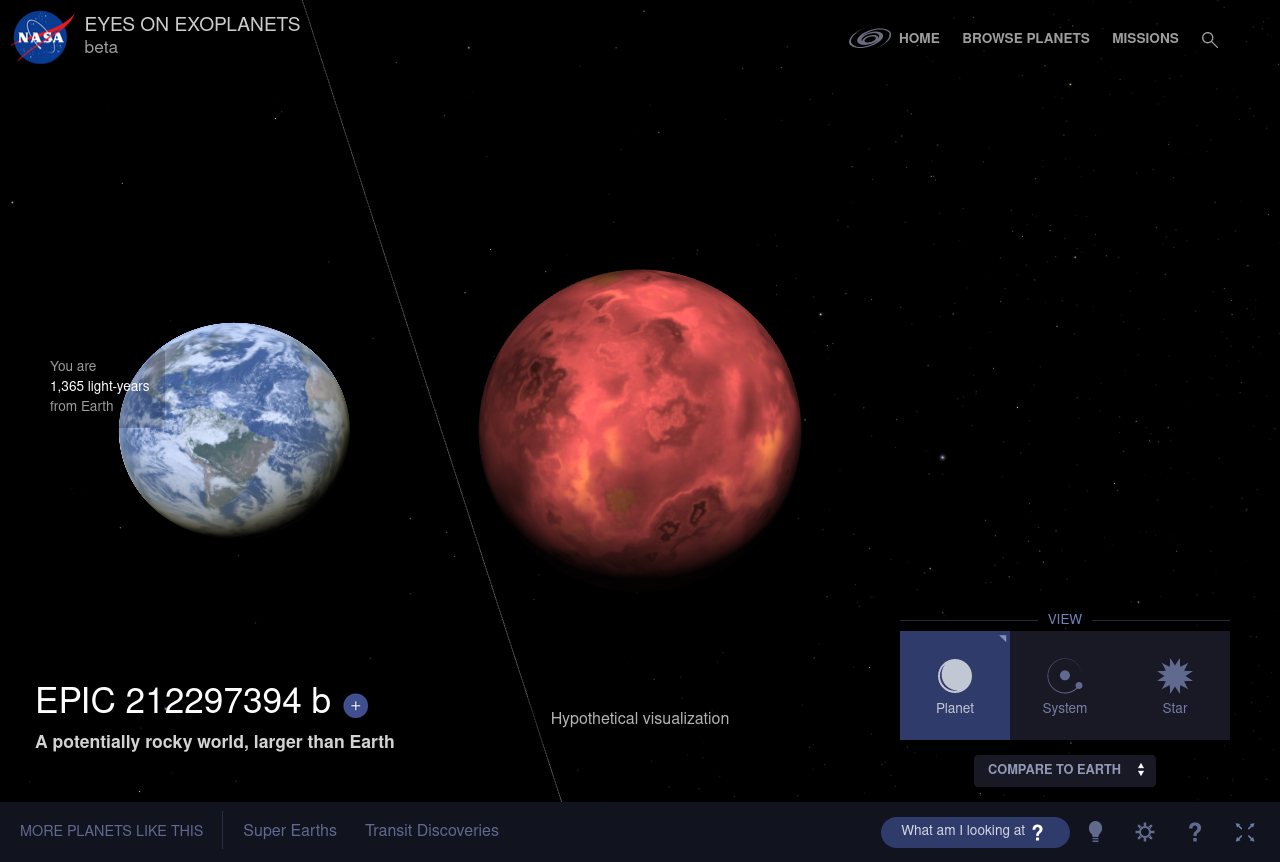 NASA
EYES ON EXOPLANETS
beta
HOME
BROWSE PLANETS
MISSIONS
You are
1,365 light-years
from Earth
EPIC 212297394 b +
A potentially rocky world, larger than Earth
Hypothetical visualization
VIEW
Planet
System
Star
COMPARE TO EARTH
MORE PLANETS LIKE THIS
Super Earths
Transit Discoveries
What am I looking at ?
?